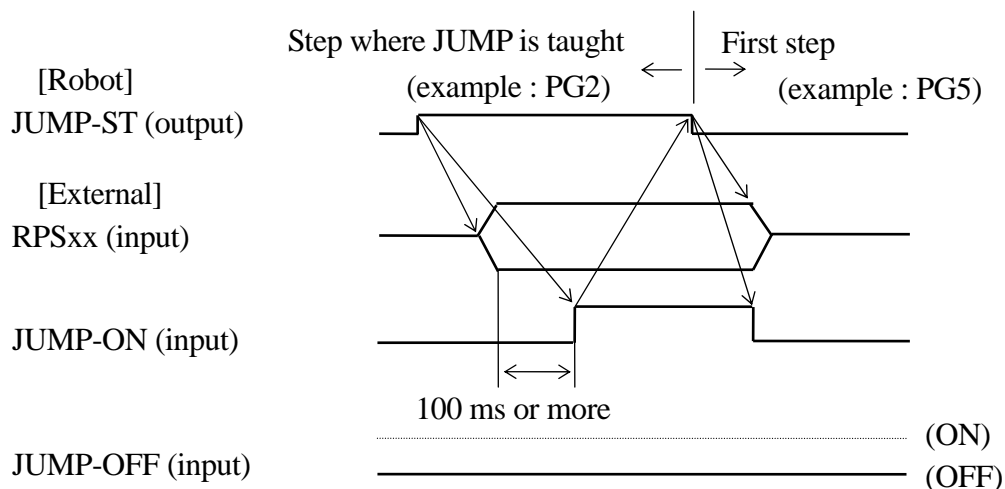 Step where JUMP is taught
First step
[Robot]
(example : PG2)
(example : PG5)
JUMP-ST (output)
[External]
RPSxx (input)
JUMP-ON (input)
100 ms or more
(ON)
JUMP-OFF (input)
(OFF)